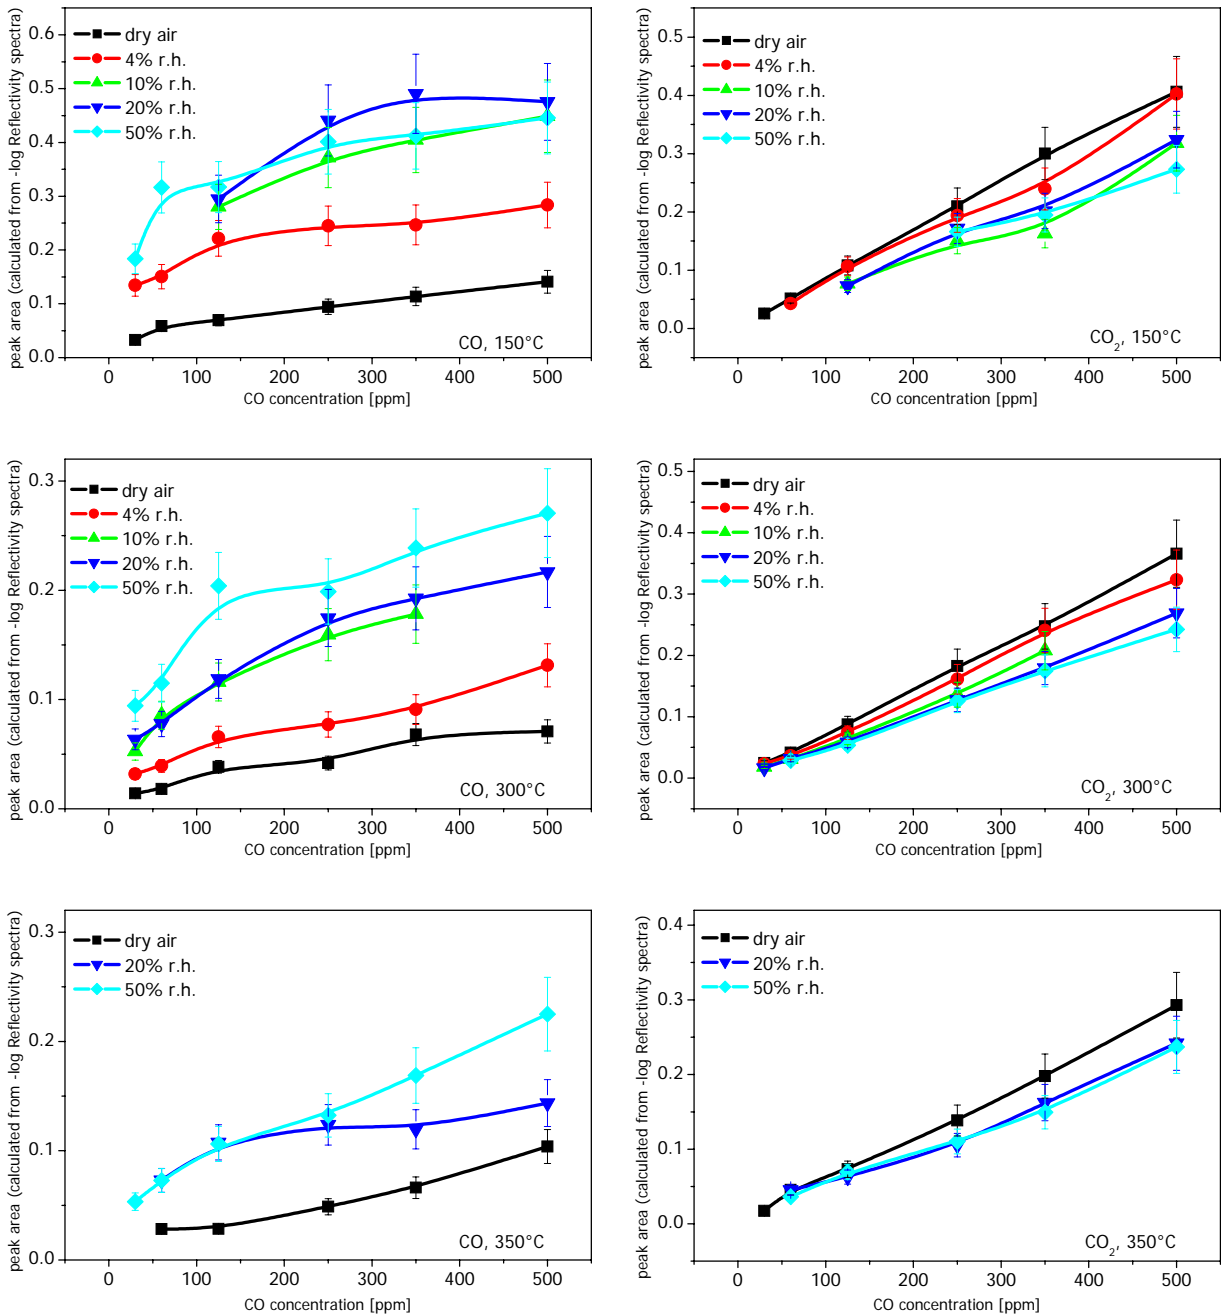 peak area (calculated from -log Reflectivity spectra)
0.6
0.5
0.4
0.3
0.2
0.1
0.0
dry air
4% r.h.
10% r.h.
20% r.h.
50% r.h.
CO, 150°C
0 100 200 300 400 500
CO concentration [ppm]
peak area (calculated from -log Reflectivity spectra)
0.5
0.4
0.3
0.2
0.1
0.0
dry air
4% r.h.
10% r.h.
20% r.h.
50% r.h.
CO2, 150°C
0 100 200 300 400 500
CO concentration [ppm]
peak area (calculated from -log Reflectivity spectra)
0.3
0.2
0.1
0.0
dry air
4% r.h.
10% r.h.
20% r.h.
50% r.h.
CO, 300°C
0 100 200 300 400 500
CO concentration [ppm]
peak area (calculated from -log Reflectivity spectra)
0.5
0.4
0.3
0.2
0.1
0.0
dry air
4% r.h.
10% r.h.
20% r.h.
50% r.h.
CO2, 300°C
0 100 200 300 400 500
CO concentration [ppm]
peak area (calculated from -log Reflectivity spectra)
0.3
0.2
0.1
0.0
dry air
20% r.h.
50% r.h.
CO, 350°C
0 100 200 300 400 500
CO concentration [ppm]
peak area (calculated from -log Reflectivity spectra)
0.4
0.3
0.2
0.1
0.0
dry air
20% r.h.
50% r.h.
CO2, 350°C
0 100 200 300 400 500
CO concentration [ppm]